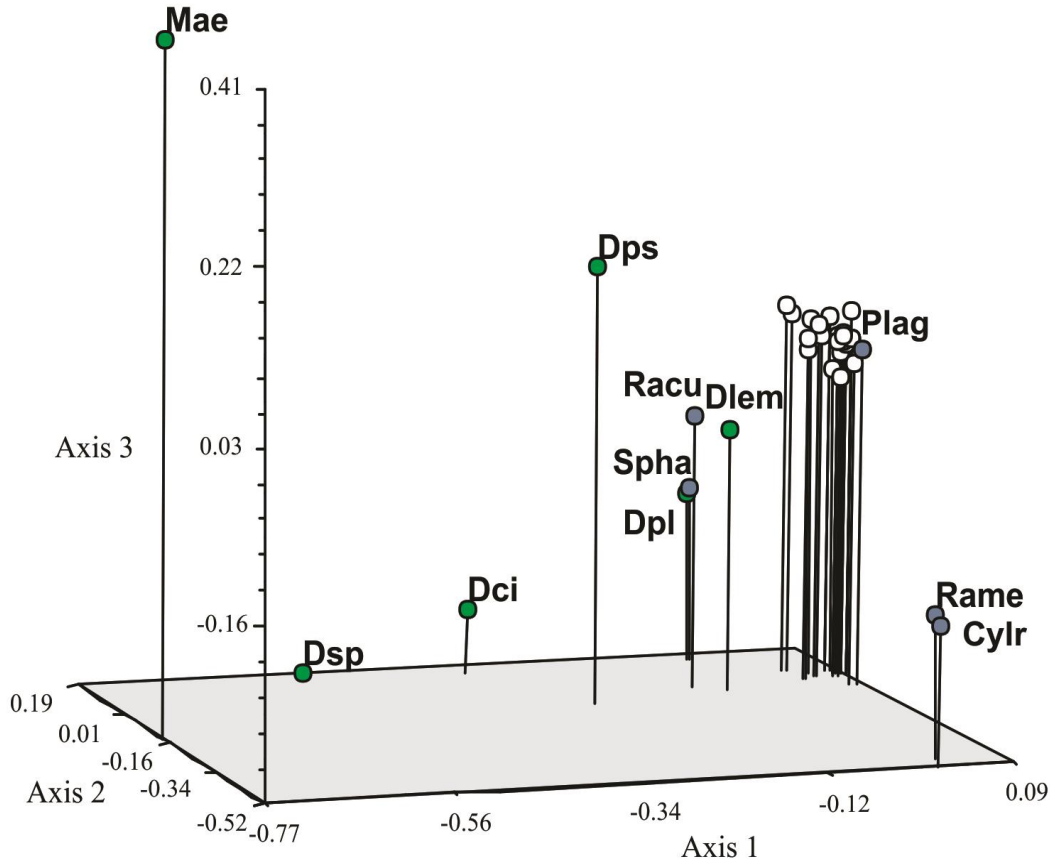 Mae
0.41
Dps
0.22
Plag
Racu Dlem
Axis 3
0.03
Spha
Dpl
Dci
Rame
-0.16
Cylr
Dsp
0.19
0.01
-0.16
Axis 2
-0.34
-0.52
-0.77
-0.56
-0.34
-0.12
0.09
Axis 1